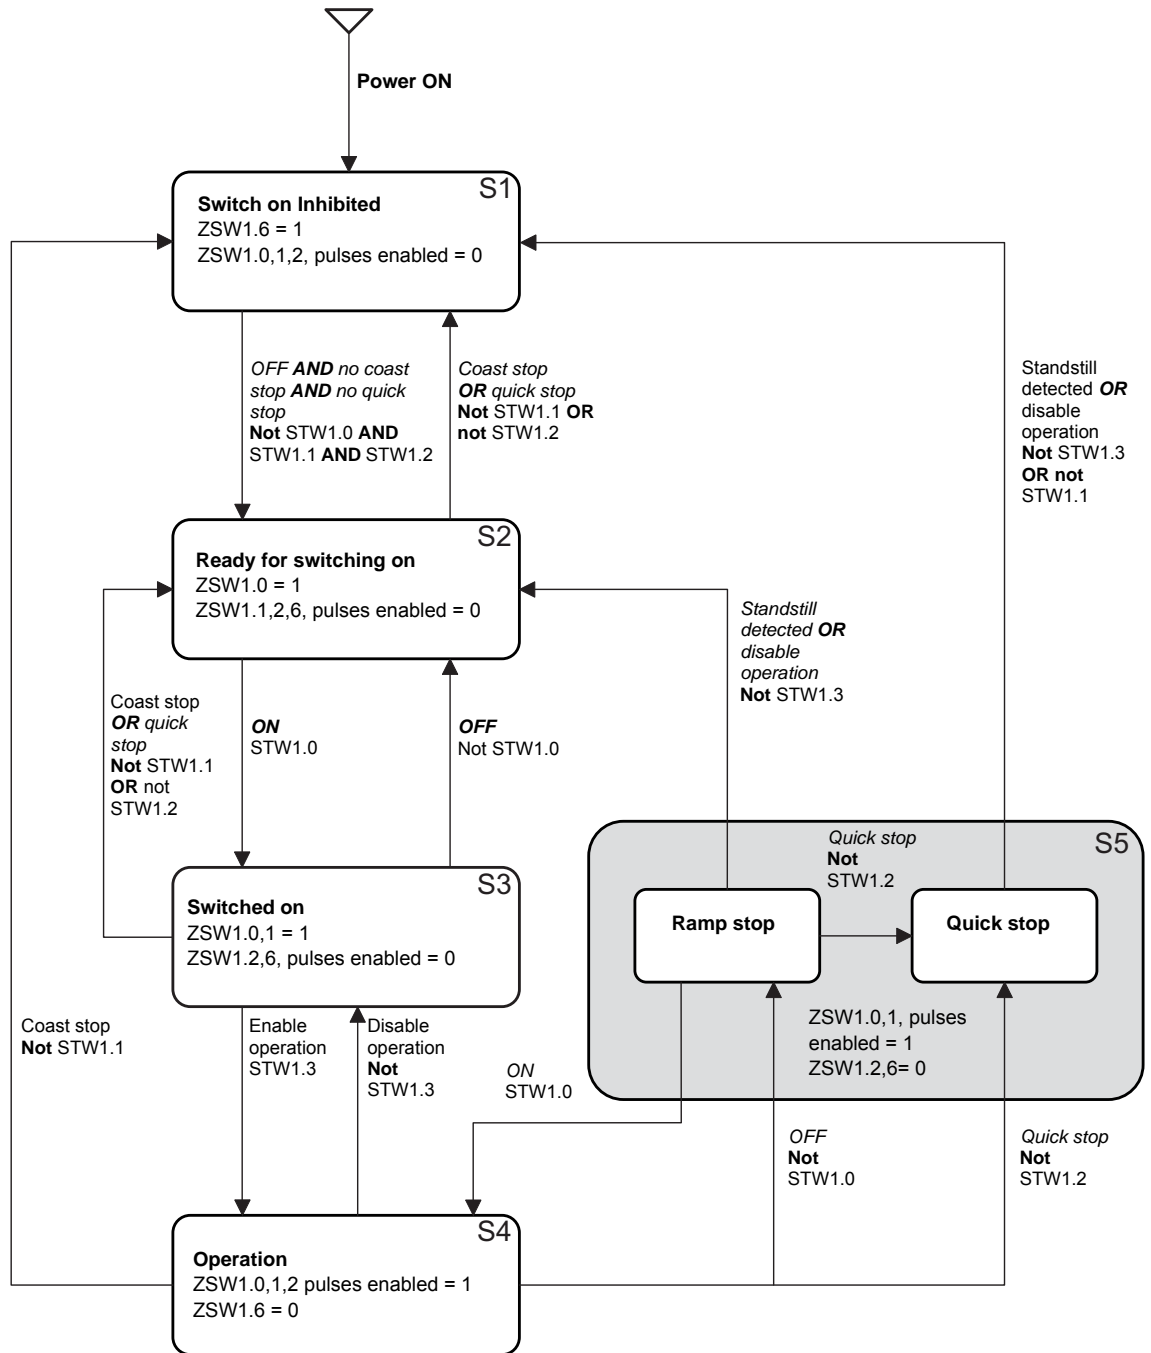 Power ON
S1
Switch on Inhibited
ZSW1.6 = 1
ZSW1.0,1,2, pulses enabled = 0
OFF AND no coast
stop AND no quick
stop
Not STW1.0 AND
STW1.1 AND STW1.2
Coast stop
OR quick stop
Not STW1.1 OR
not STW1.2
Standstill
detected OR
disable
operation
Not STW1.3
OR not
STW1.1
S2
Ready for switching on
ZSW1.0 = 1
ZSW1.1,2,6, pulses enabled = 0
Standstill
detected OR
disable
operation
Not STW1.3
Coast stop
OR quick
stop
Not STW1.1
OR not
STW1.2
ON
STW1.0
OFF
Not STW1.0
S3
Switched on
ZSW1.0,1 = 1
ZSW1.2,6, pulses enabled = 0
S5
Quick stop
Not
STW1.2
Ramp stop
Quick stop
ZSW1.0,1, pulses
enabled = 1
ZSW1.2,6= 0
Coast stop
Not STW1.1
Enable
operation
STW1.3
Disable
operation
Not
STW1.3
ON
STW1.0
OFF
Not
STW1.0
Quick stop
Not
STW1.2
S4
Operation
ZSW1.0,1,2 pulses enabled = 1
ZSW1.6 = 0